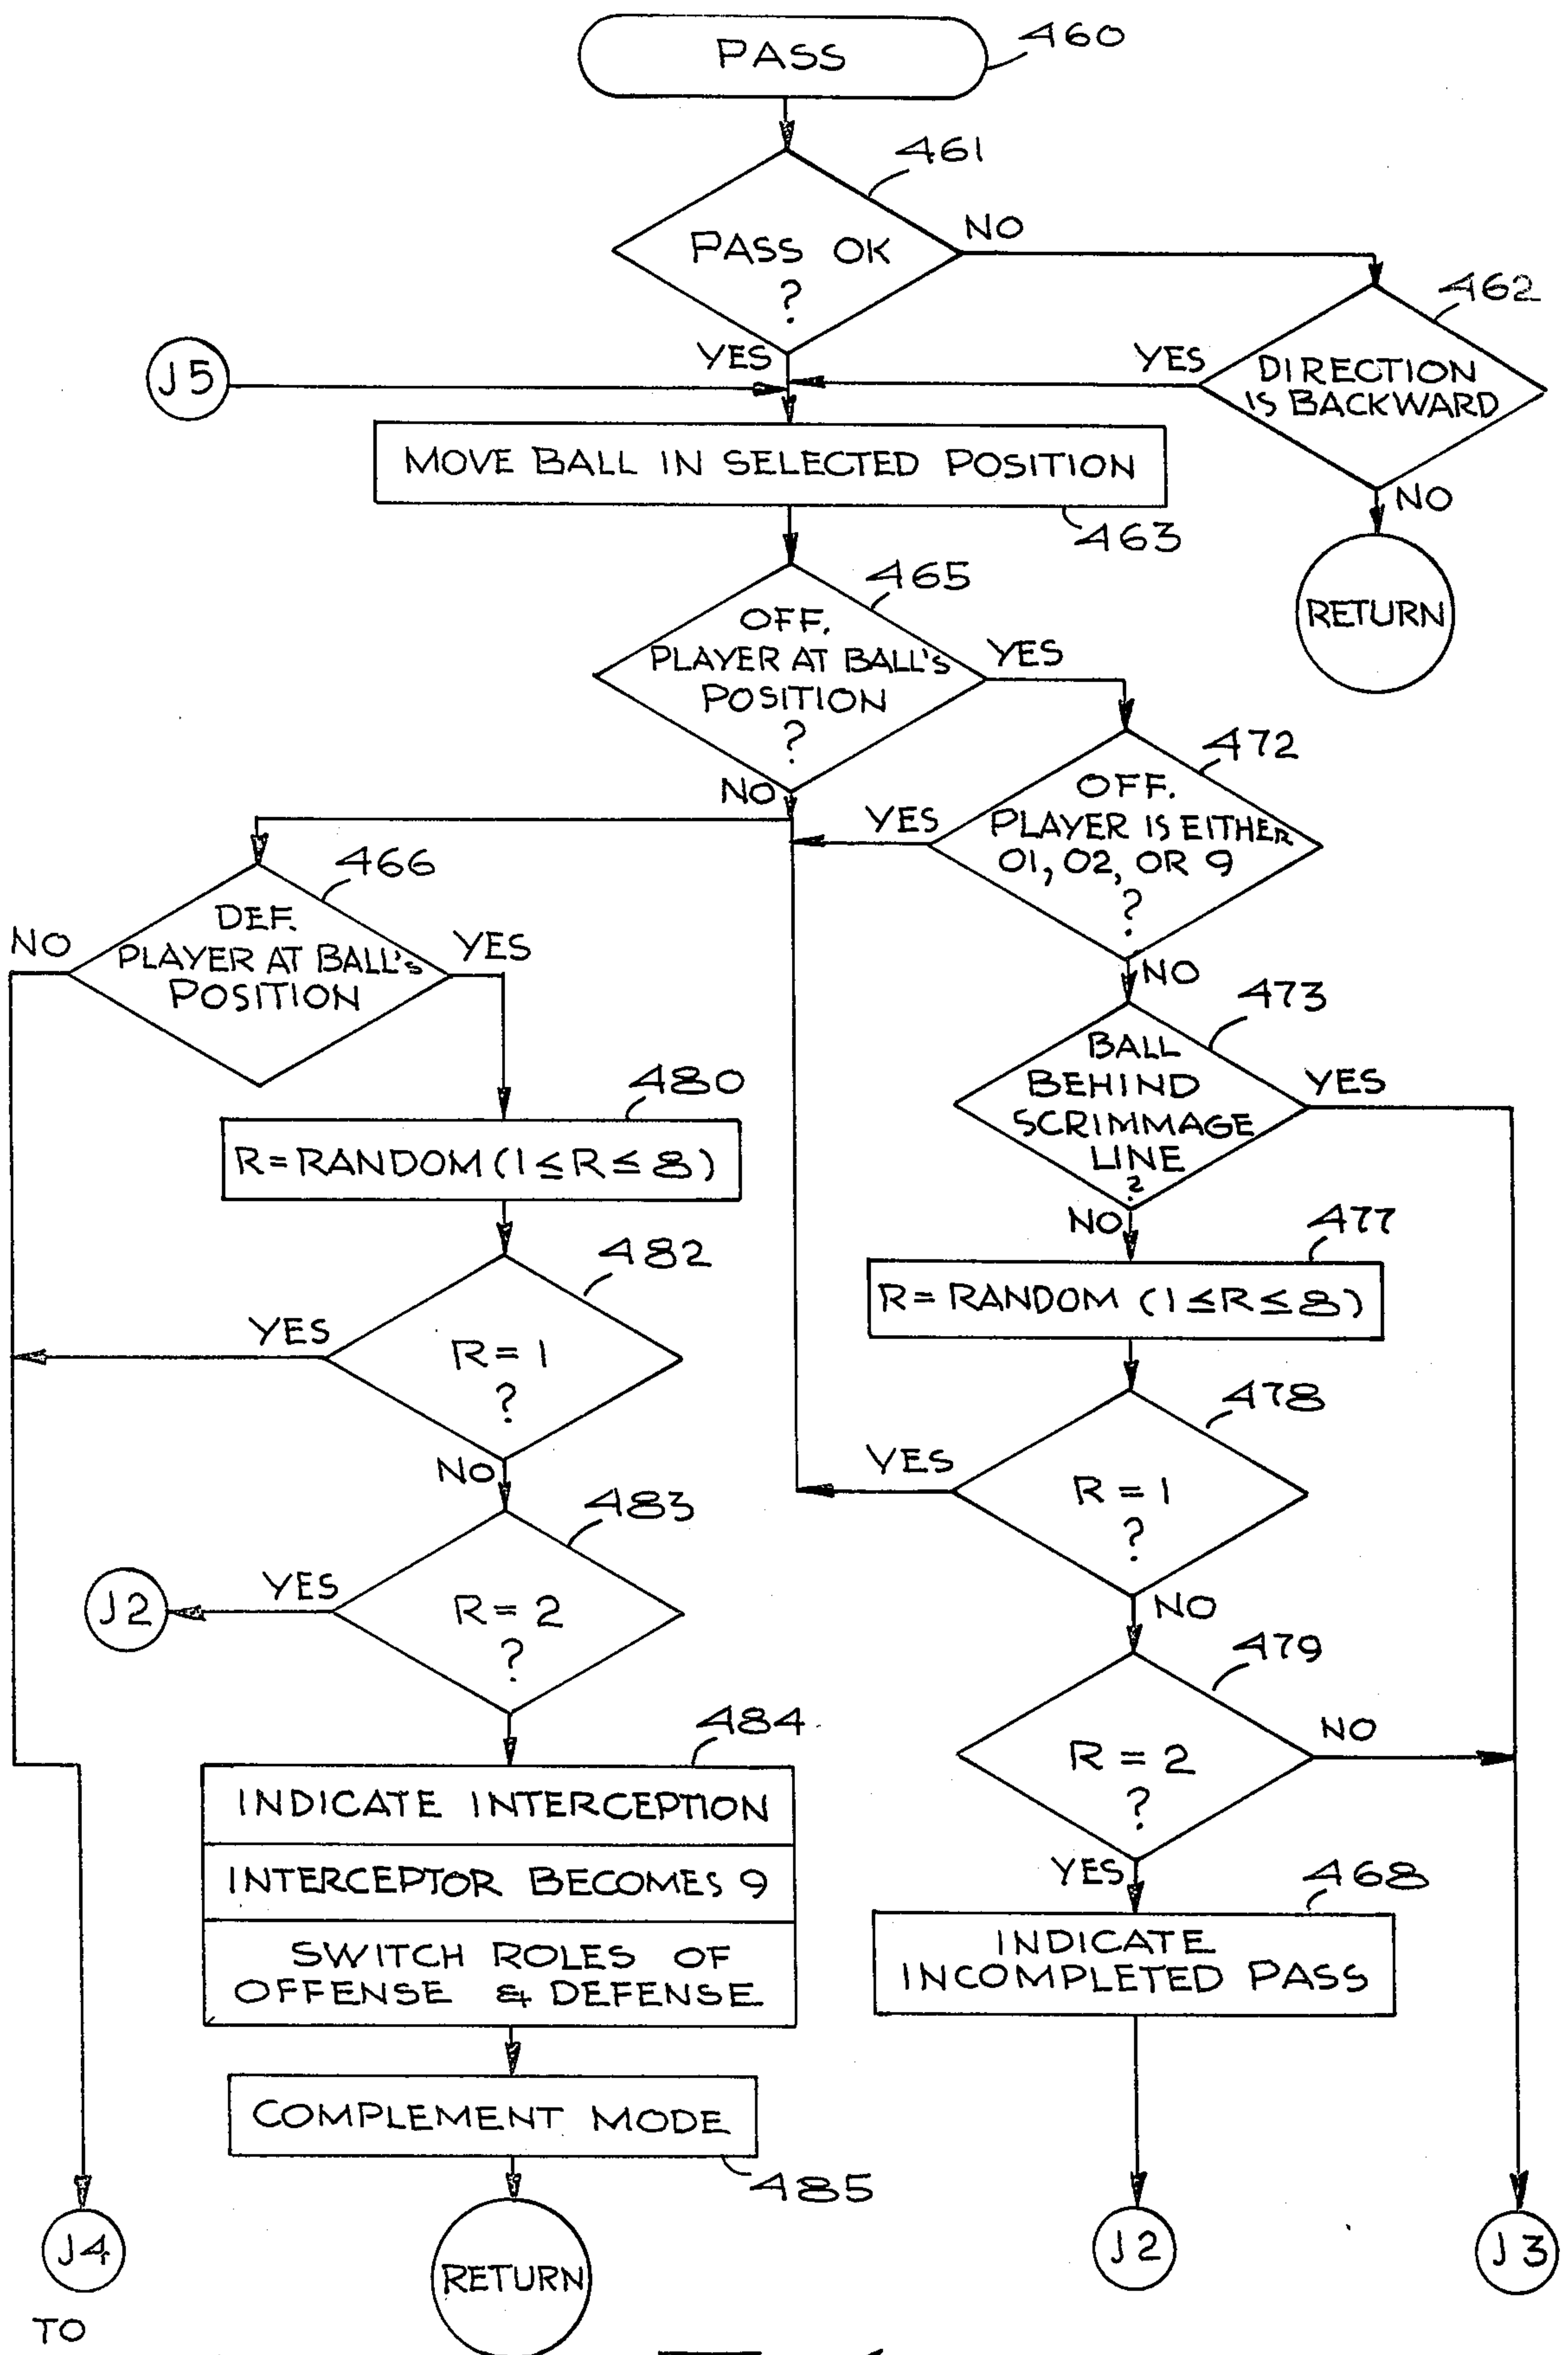 PASS
460
461
PASS OK
?
NO
YES
462
DIRECTION
IS BACKWARD
YES
NO
RETURN
J5
MOVE BALL IN SELECTED POSITION
463
465
OFF.
PLAYER AT BALL'S
POSITION
?
YES
NO
472
OFF.
PLAYER IS EITHER
01, 02, OR 9
?
YES
NO
466
DEF.
PLAYER AT BALL'S
POSITION
NO
YES
473
BALL
BEHIND
SCRIMMAGE
LINE
?
YES
NO
480
R=RANDOM(1≤R≤8)
477
R=RANDOM (1≤R≤8)
482
R=1
?
YES
NO
478
R=1
?
YES
NO
483
R=2
?
YES
J2
479
R=2
?
NO
YES
484
INDICATE INTERCEPTION
INTERCEPTOR BECOMES 9
SWITCH ROLES OF
OFFENSE & DEFENSE
468
INDICATE
INCOMPLETED PASS
COMPLEMENT MODE
485
J4
TO
RETURN
J2
J3